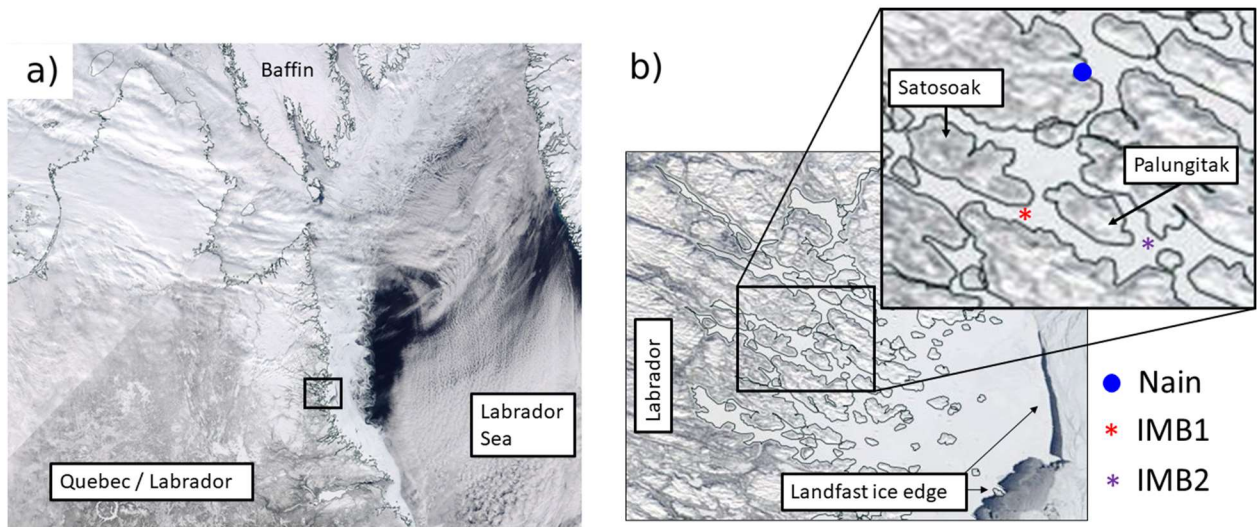 a)
Baffin
Labrador
Sea
Quebec / Labrador
b)
Satosoak
Palungitak
Labrador
Landfast ice edge
Nain
* IMB1
* IMB2